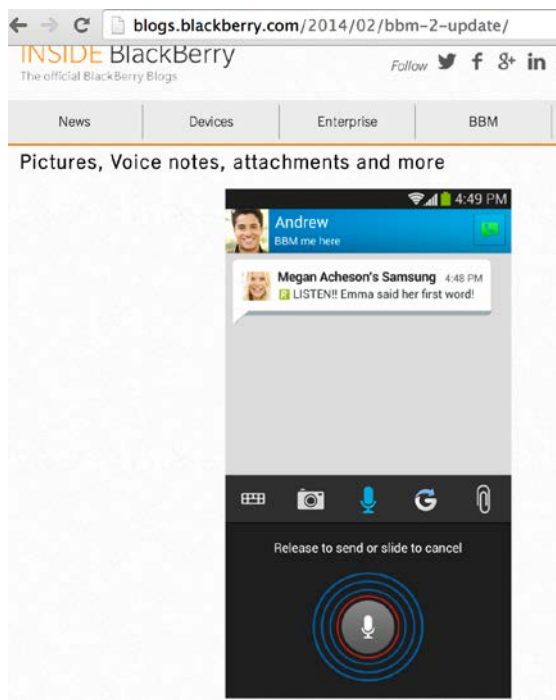 blogs.blackberry.com/2014/02/bbm-2-update/
INSIDE BlackBerry
The official BlackBerry Blogs
Follow f 8+ in
News Devices Enterprise BBM
Pictures, Voice notes, attachments and more
4:49 PM
Andrew
BBM me here
Megan Acheson's Samsung 4:48 PM
R LISTEN!! Emma said her first word!
Release to send or slide to cancel